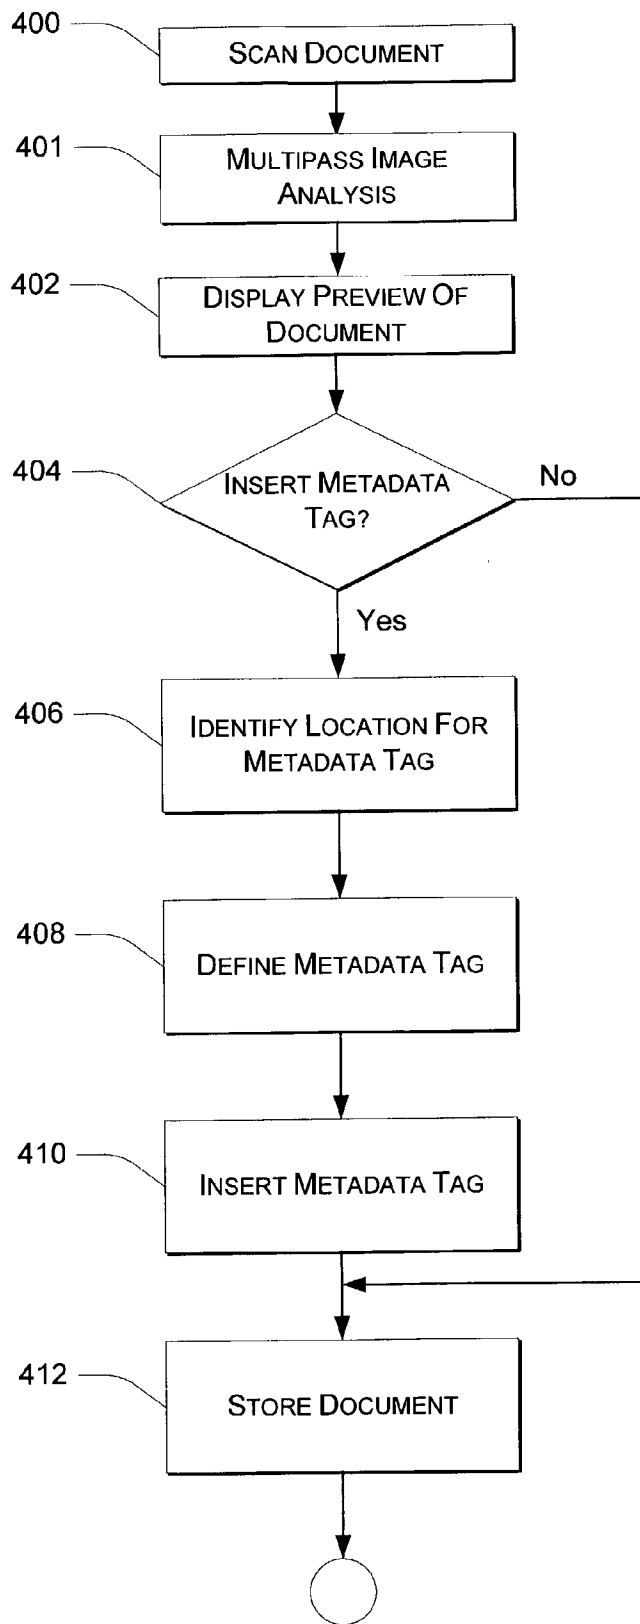 400
SCAN DOCUMENT
401
MULTIPASS IMAGE
ANALYSIS
402
DISPLAY PREVIEW OF
DOCUMENT
404
INSERT METADATA
TAG?
No
Yes
406
IDENTIFY LOCATION FOR
METADATA TAG
408
DEFINE METADATA TAG
410
INSERT METADATA TAG
412
STORE DOCUMENT